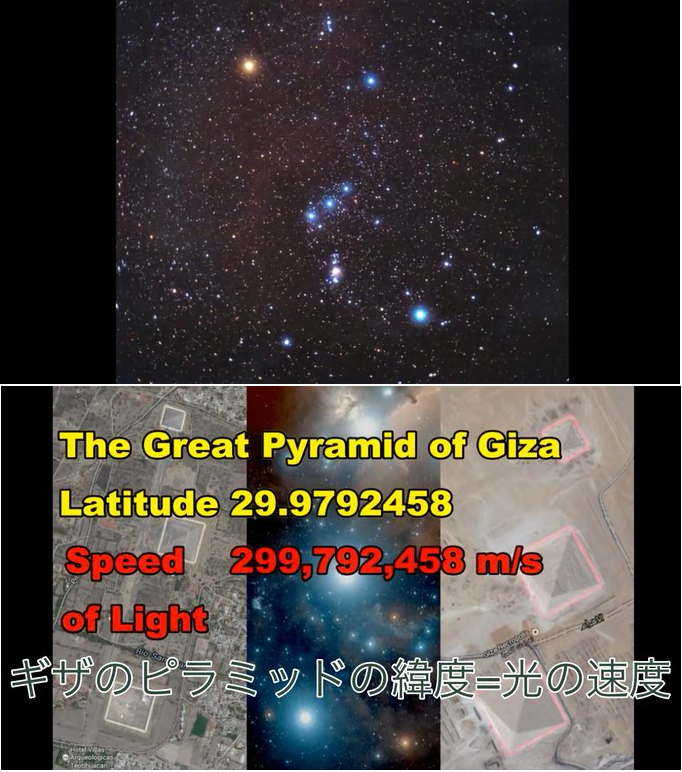 The Great Pyramid of Giza
Latitude 29.9792458
Speed 299,792,458 m/s
of Light
ギザのピラミッドの緯度=光の速度
Hotel Villas
Arqueologicas
Teotihuacan